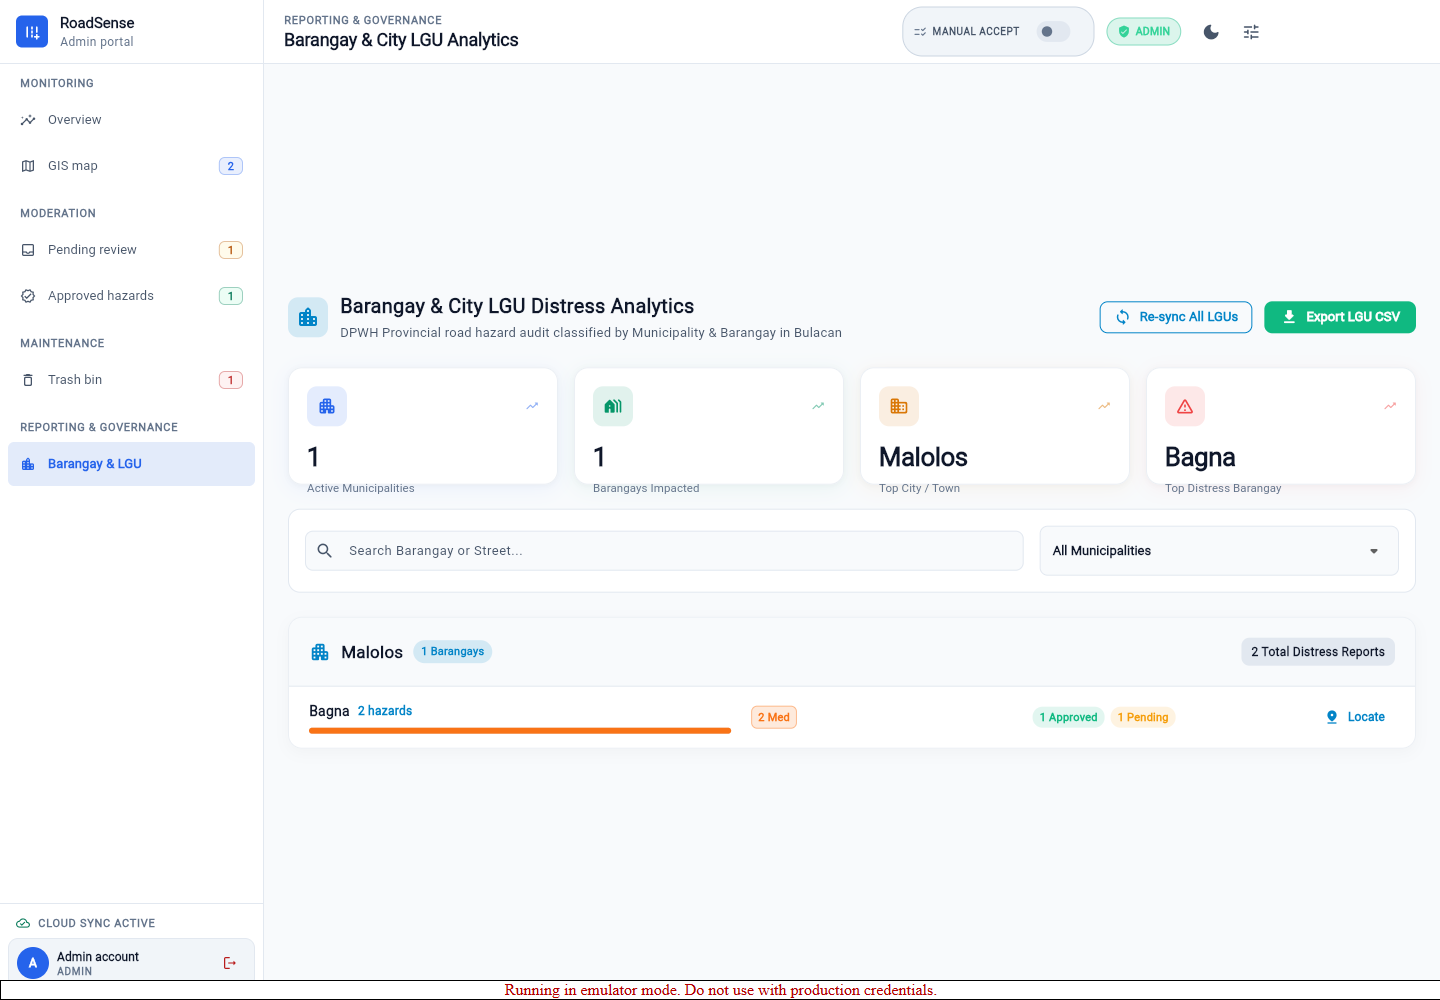 RoadSense
Admin portal
MONITORING
Overview
GIS map 2
MODERATION
Pending review 1
Approved hazards 1
MAINTENANCE
Trash bin 1
REPORTING & GOVERNANCE
Barangay & LGU
CLOUD SYNC ACTIVE
A
Admin account
ADMIN
REPORTING & GOVERNANCE
Barangay & City LGU Analytics
MANUAL ACCEPT
ADMIN
Barangay & City LGU Distress Analytics
DPWH Provincial road hazard audit classified by Municipality & Barangay in Bulacan
Re-sync All LGUs
Export LGU CSV
1
Active Municipalities
1
Barangays Impacted
Malolos
Top City / Town
Bagna
Top Distress Barangay
Search Barangay or Street...
All Municipalities
Malolos 1 Barangays 2 Total Distress Reports
Bagna 2 hazards 2 Med 1 Approved 1 Pending Locate
Running in emulator mode. Do not use with production credentials.